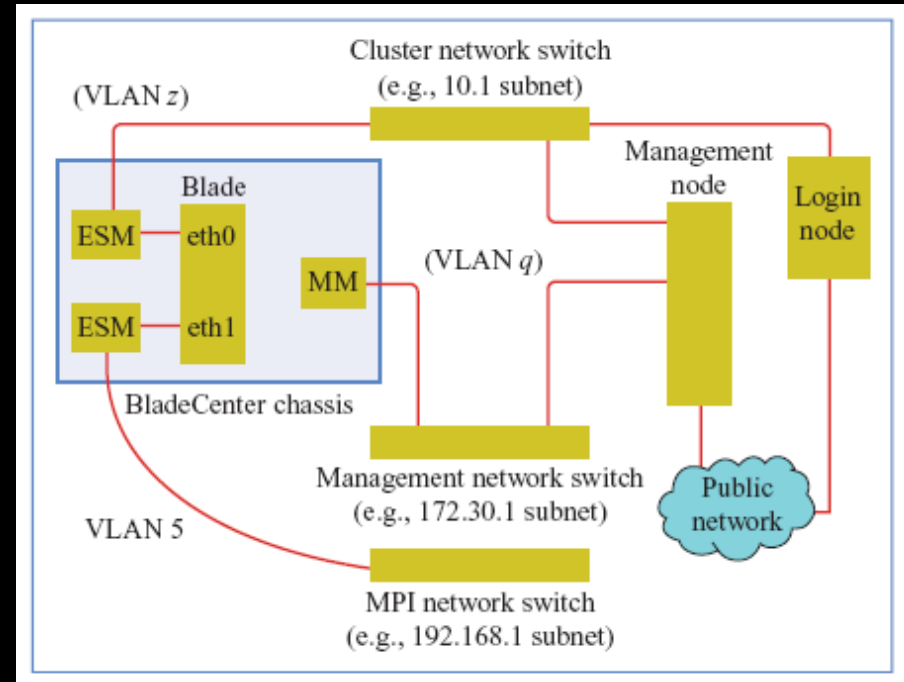 Cluster network switch
(e.g., 10.1 subnet)
(VLAN z)
Management
node
Login
node
Blade
ESM
eth0
(VLAN q)
MM
ESM
eth1
BladeCenter chassis
Management network switch
(e.g., 172.30.1 subnet)
Public
network
VLAN 5
MPI network switch
(e.g., 192.168.1 subnet)